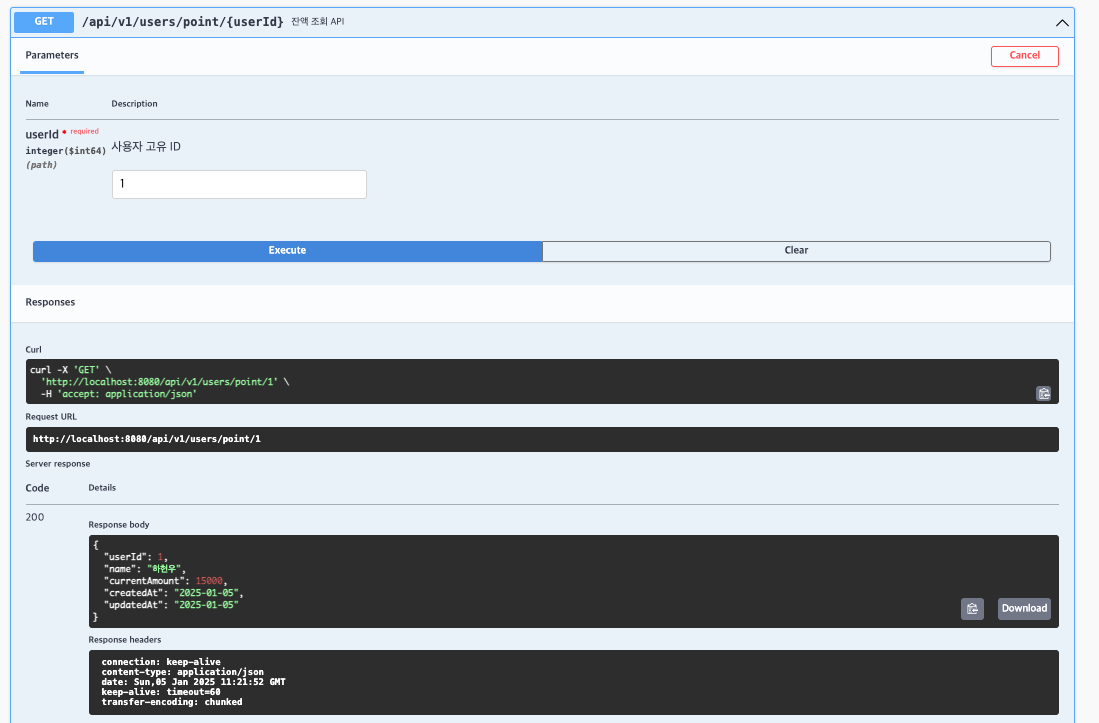 GET /api/v1/users/point/{userId} 잔액 조회 API
Parameters
Cancel
Name Description
userId * required
integer($int64)
(path)
사용자 고유 ID
1
Execute Clear
Responses
Curl
curl -X 'GET' \
'http://localhost:8080/api/v1/users/point/1' \
-H 'accept: application/json'
Request URL
http://localhost:8080/api/v1/users/point/1
Server response
Code Details
200
Response body
{
"userId": 1,
"name": "하헌우",
"currentAmount": 15000,
"createdAt": "2025-01-05",
"updatedAt": "2025-01-05"
}
Download
Response headers
connection: keep-alive
content-type: application/json
date: Sun,05 Jan 2025 11:21:52 GMT
keep-alive: timeout=60
transfer-encoding: chunked